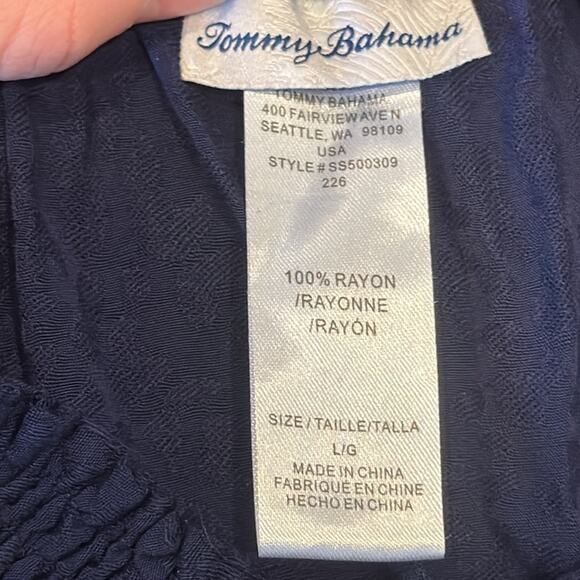 Tommy Bahama
TOMMY BAHAMA
400 FAIRVIEW AVE N
SEATTLE, WA 98109
USA
STYLE # SS500309
226
100% RAYON
/RAYONNE
/RAYÓN
SIZE / TAILLE/TALLA
L/G
MADE IN CHINA
FABRIQUÉ EN CHINE
HECHO EN CHINA